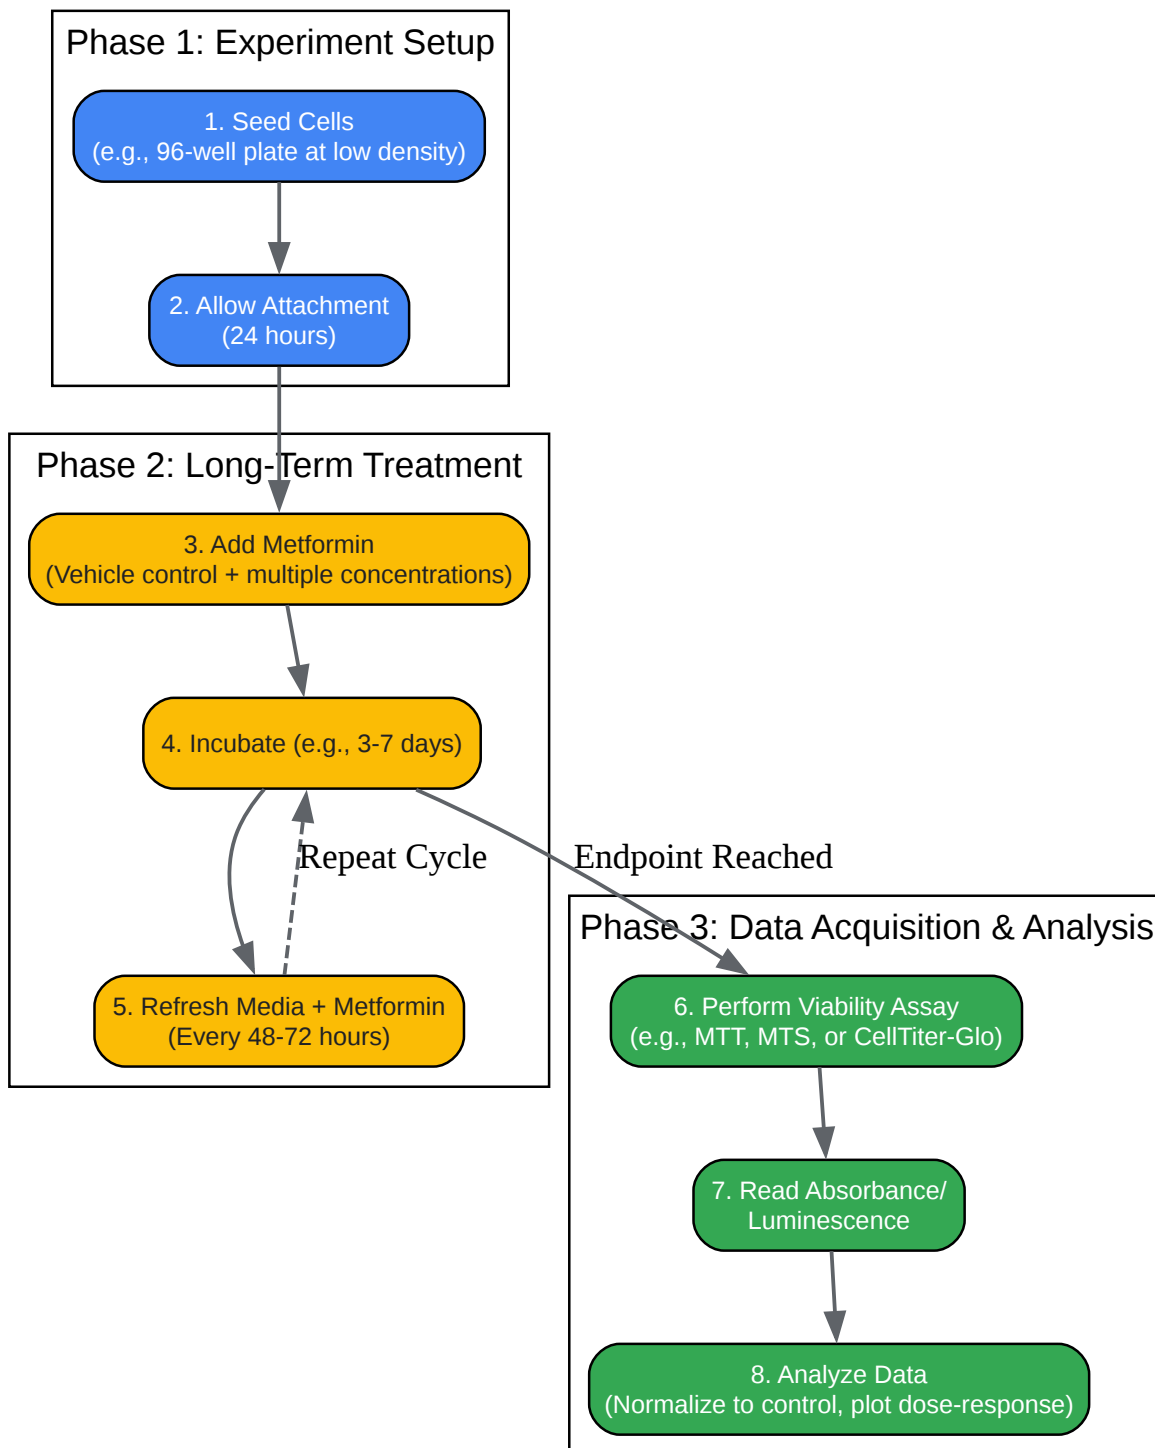 Phase 1: Experiment Setup
1. Seed Cells
(e.g., 96-well plate at low density)
2. Allow Attachment
(24 hours)
Phase 2: Long-Term Treatment
3. Add Metformin
(Vehicle control + multiple concentrations)
4. Incubate (e.g., 3-7 days)
Repeat Cycle
Endpoint Reached
5. Refresh Media + Metformin
(Every 48-72 hours)
Phase 3: Data Acquisition & Analysis
6. Perform Viability Assay
(e.g., MTT, MTS, or CellTiter-Glo)
7. Read Absorbance/
Luminescence
8. Analyze Data
(Normalize to control, plot dose-response)